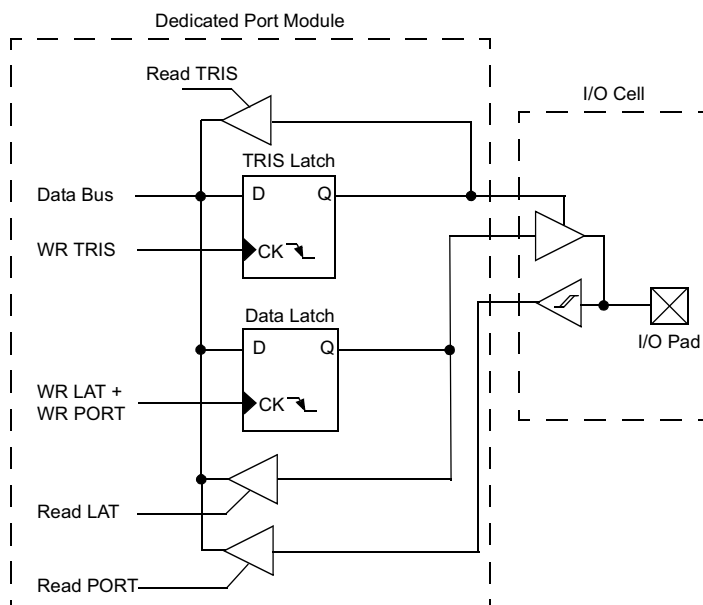 Dedicated Port Module
Read TRIS
I/O Cell
TRIS Latch
Data Bus
D
Q
WR TRIS
CK
Data Latch
I/O Pad
D
Q
WR LAT +
WR PORT
CK
Read LAT
Read PORT